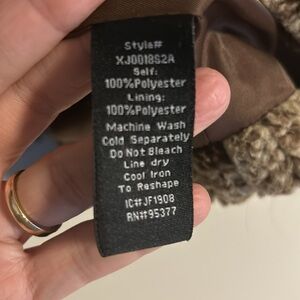 Style#
XJ0018S2A
Self:
100%Polyester
Lining:
100%Polyester
Machine Wash
Cold Separately
Do Not Bleach
Line dry
Cool Iron
To Reshape
IC#JF1908
RN#95377